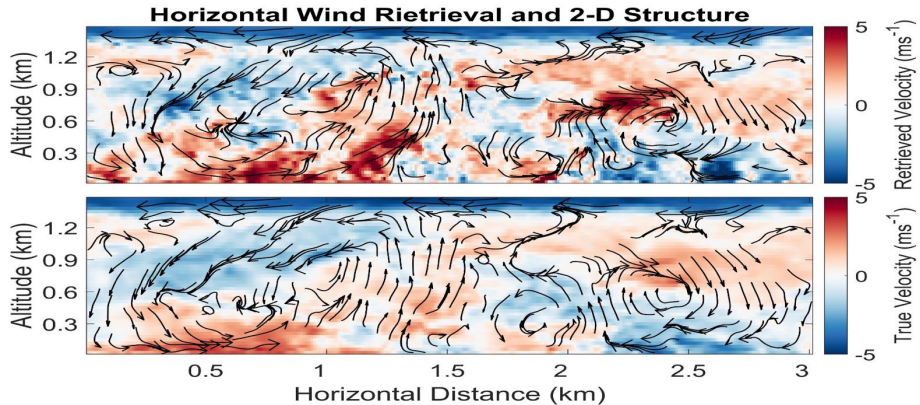 Horizontal Wind Rietrieval and 2-D Structure
Altitude (km)
1.2
0.9
0.6
0.3
5
0
-5
Retrieved Velocity (ms-1)
Altitude (km)
1.2
0.9
0.6
0.3
5
0
-5
True Velocity (ms-1)
0.5 1 1.5 2 2.5 3
Horizontal Distance (km)